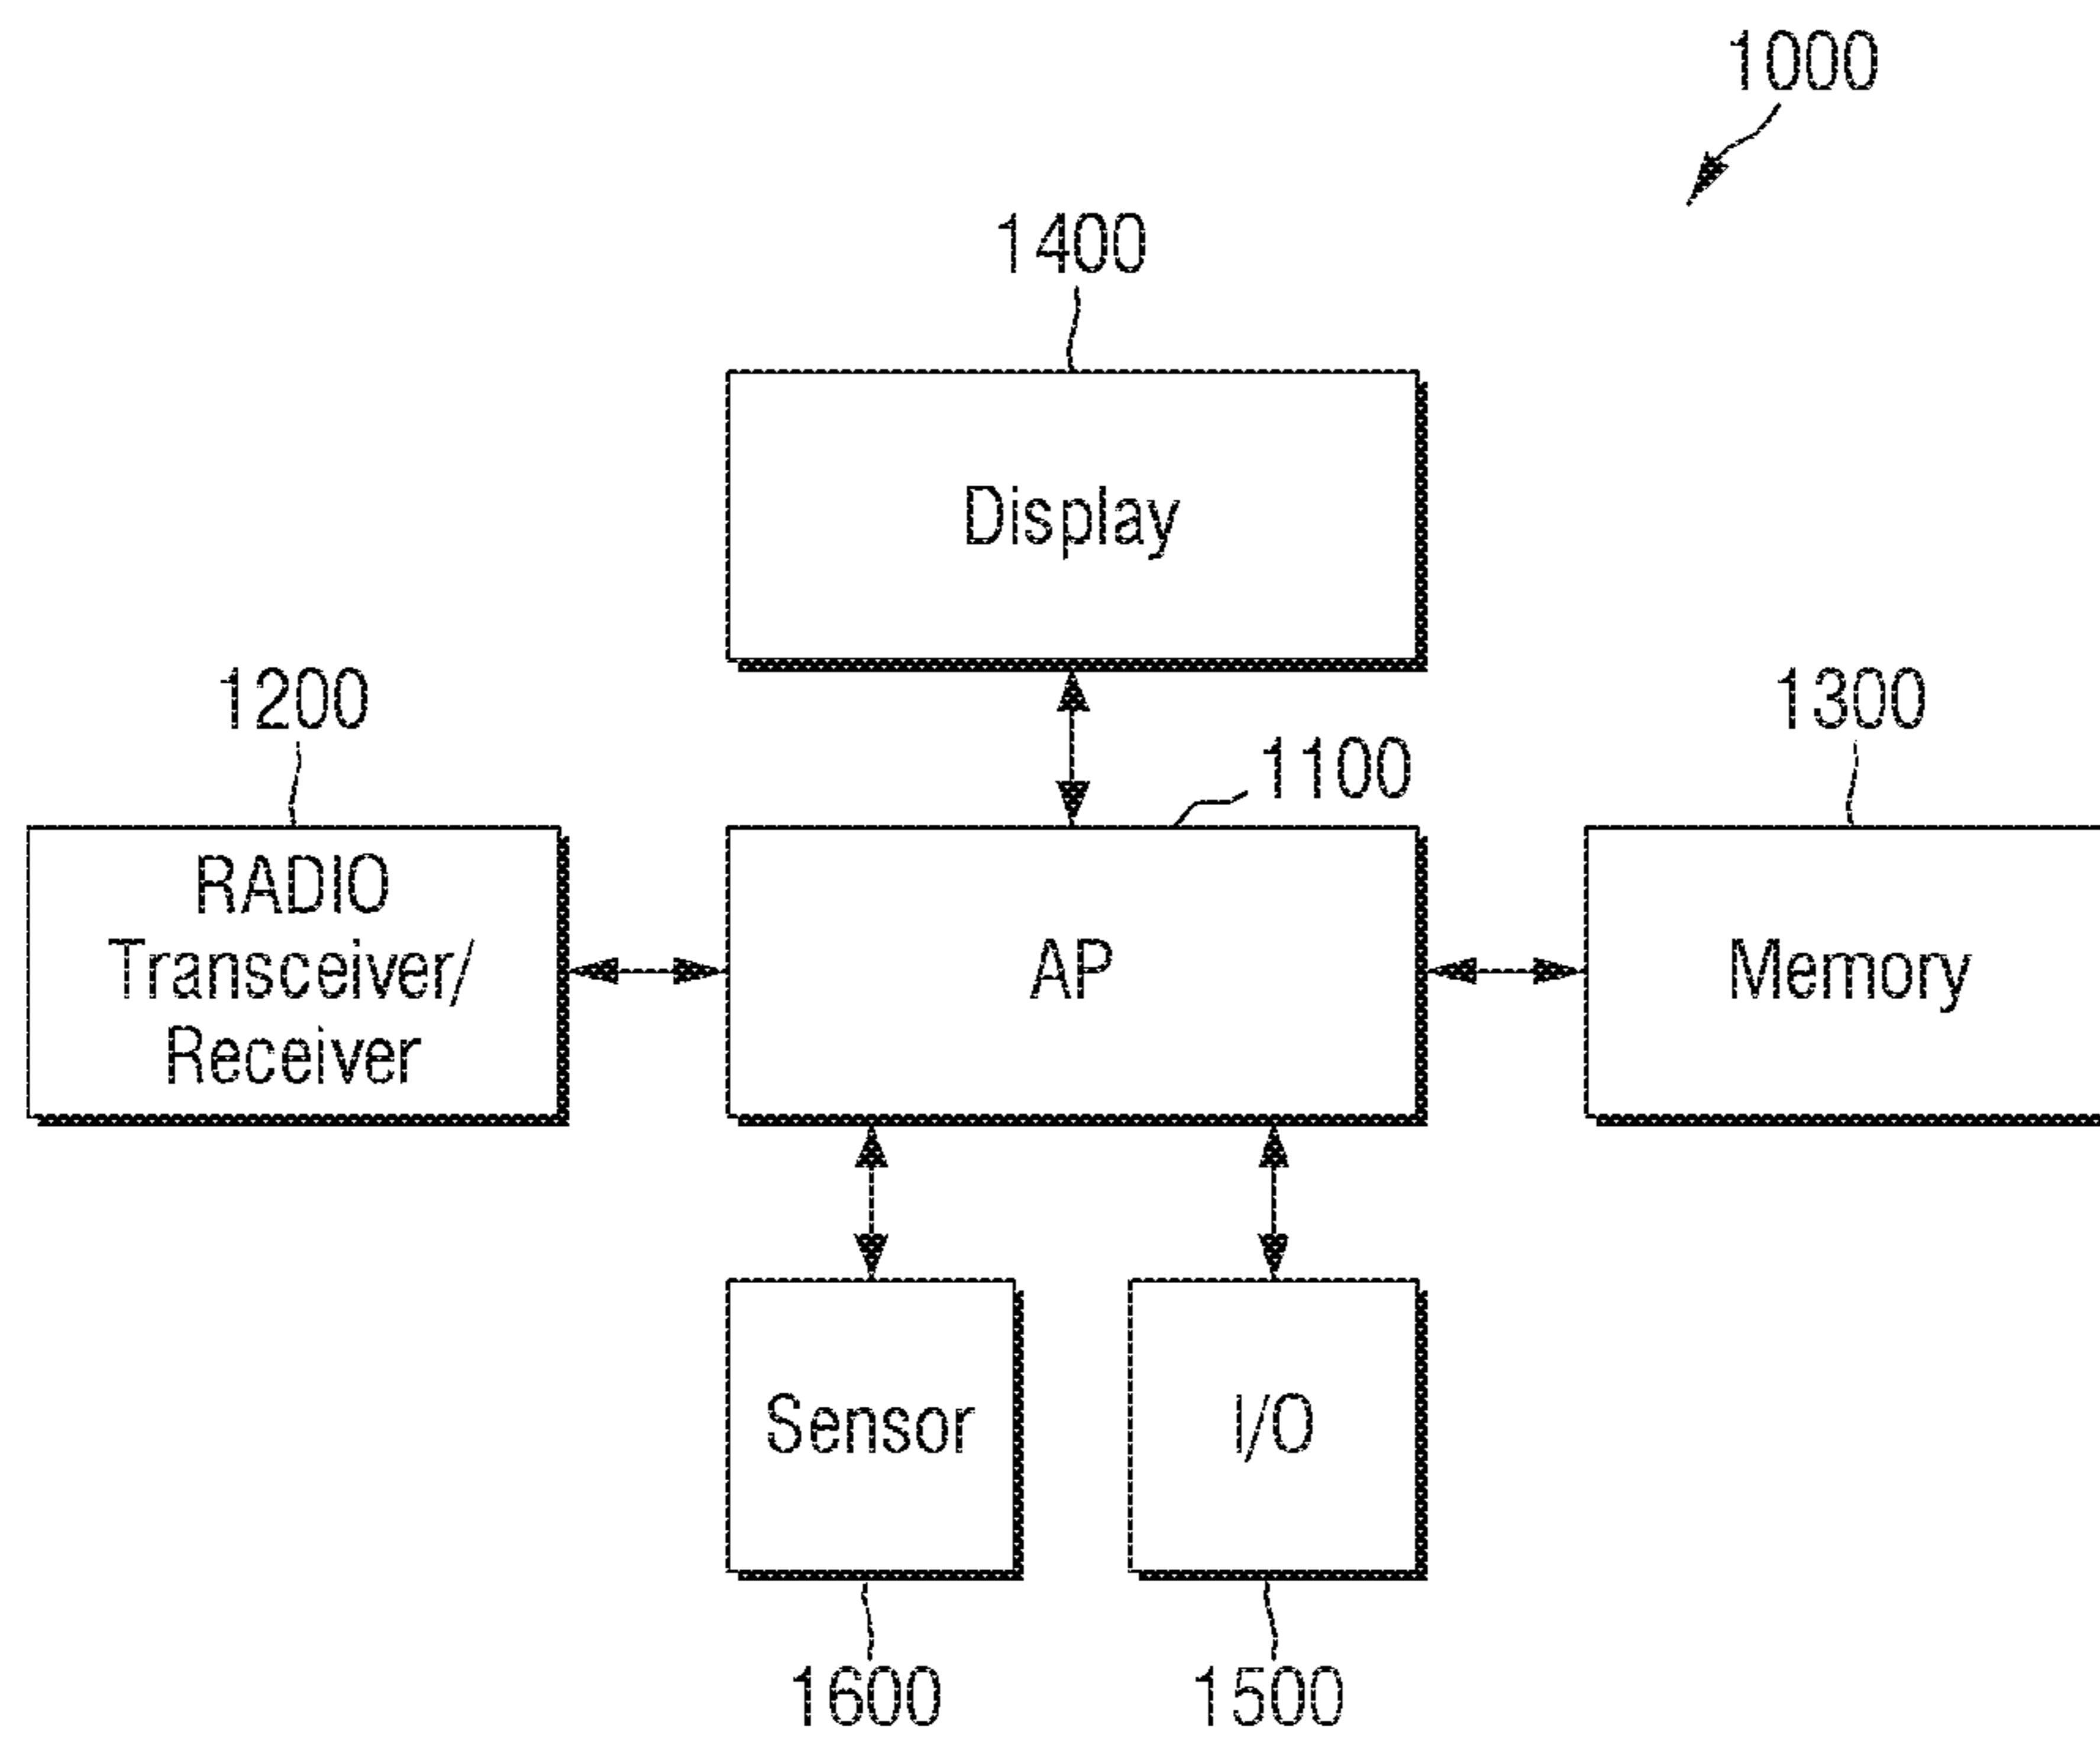 1000
1400
Display
1200
1300
1100
RADIO
Transceiver/
Receiver
AP
Memory
Sensor
I/O
1600
1500